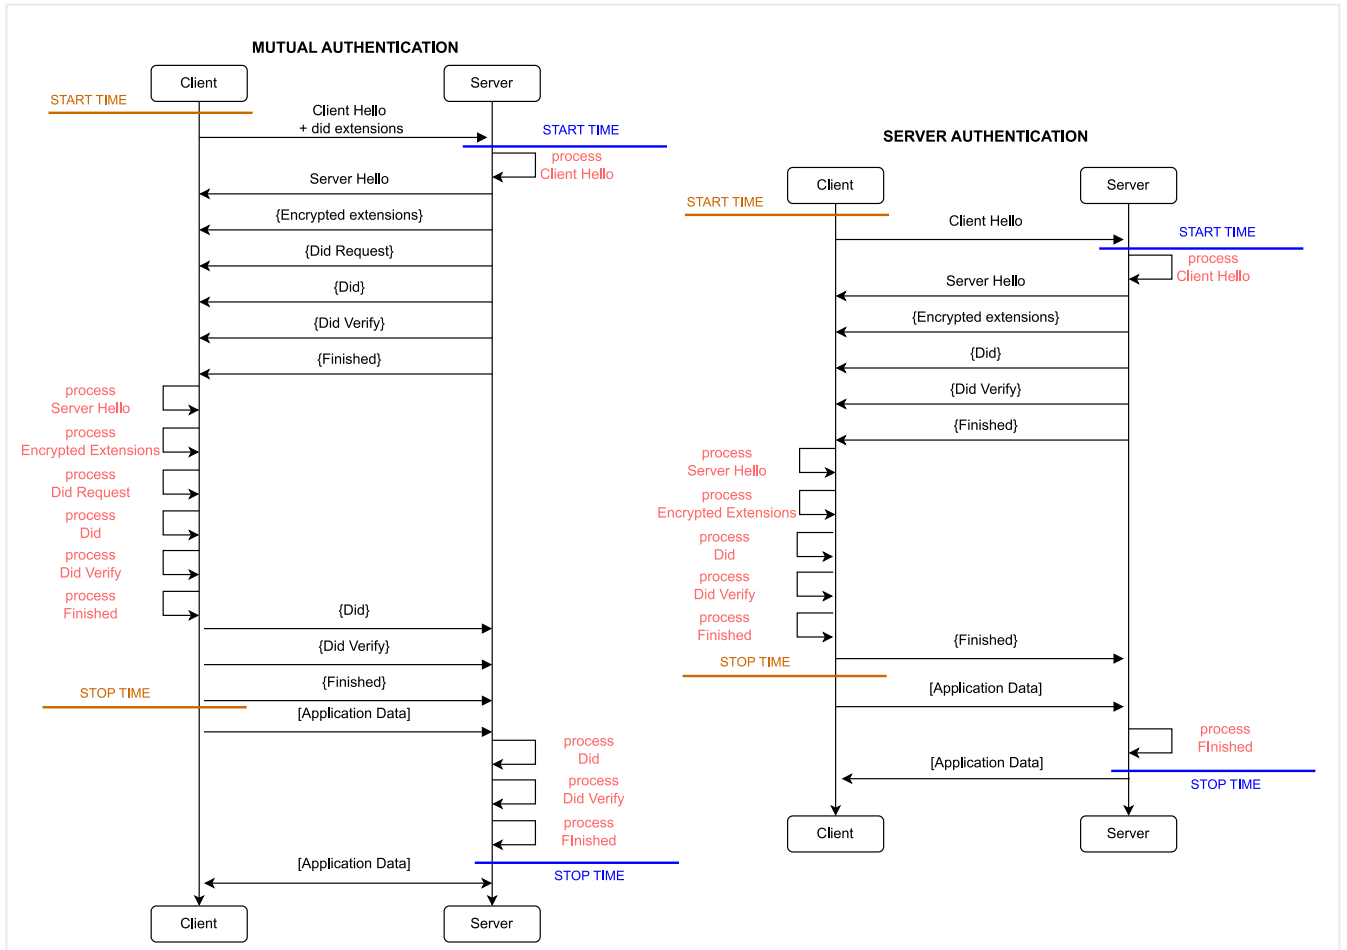 MUTUAL AUTHENTICATION
Client
Server
START TIME
Client Hello
+ did extensions
START TIME
process
Client Hello
Server Hello
{Encrypted extensions}
{Did Request}
{Did}
{Did Verify}
{Finished}
process
Server Hello
process
Encrypted Extensions
process
Did Request
process
Did
process
Did Verify
process
Finished
{Did}
{Did Verify}
{Finished}
STOP TIME
[Application Data]
process
Did
process
Did Verify
process
FInished
[Application Data]
STOP TIME
Client
Server
SERVER AUTHENTICATION
Client
Server
START TIME
Client Hello
START TIME
process
Client Hello
Server Hello
{Encrypted extensions}
{Did}
{Did Verify}
{Finished}
process
Server Hello
process
Encrypted Extensions
process
Did
process
Did Verify
process
Finished
{Finished}
STOP TIME
[Application Data]
process
FInished
[Application Data]
STOP TIME
Client
Server